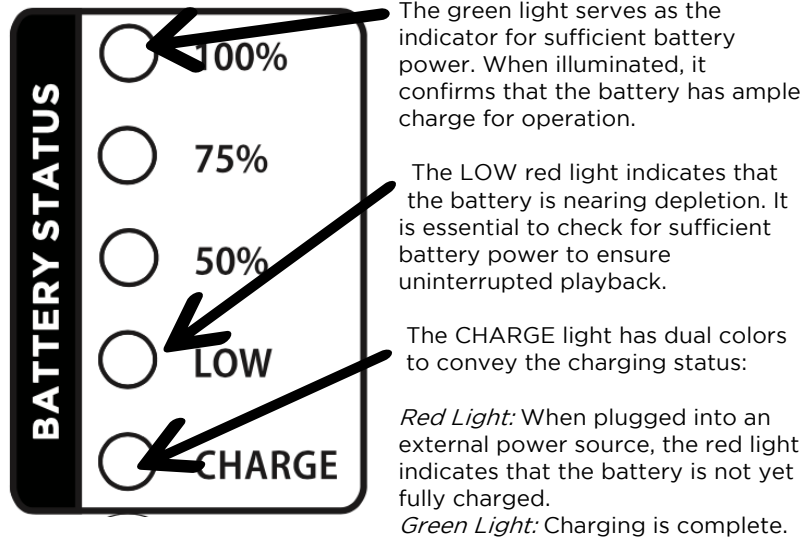 BATTERY STATUS
100%
75%
50%
LOW
CHARGE
The green light serves as the
indicator for sufficient battery
power. When illuminated, it
confirms that the battery has ample
charge for operation.
The LOW red light indicates that
the battery is nearing depletion. It
is essential to check for sufficient
battery power to ensure
uninterrupted playback.
The CHARGE light has dual colors
to convey the charging status:
Red Light: When plugged into an
external power source, the red light
indicates that the battery is not yet
fully charged.
Green Light: Charging is complete.